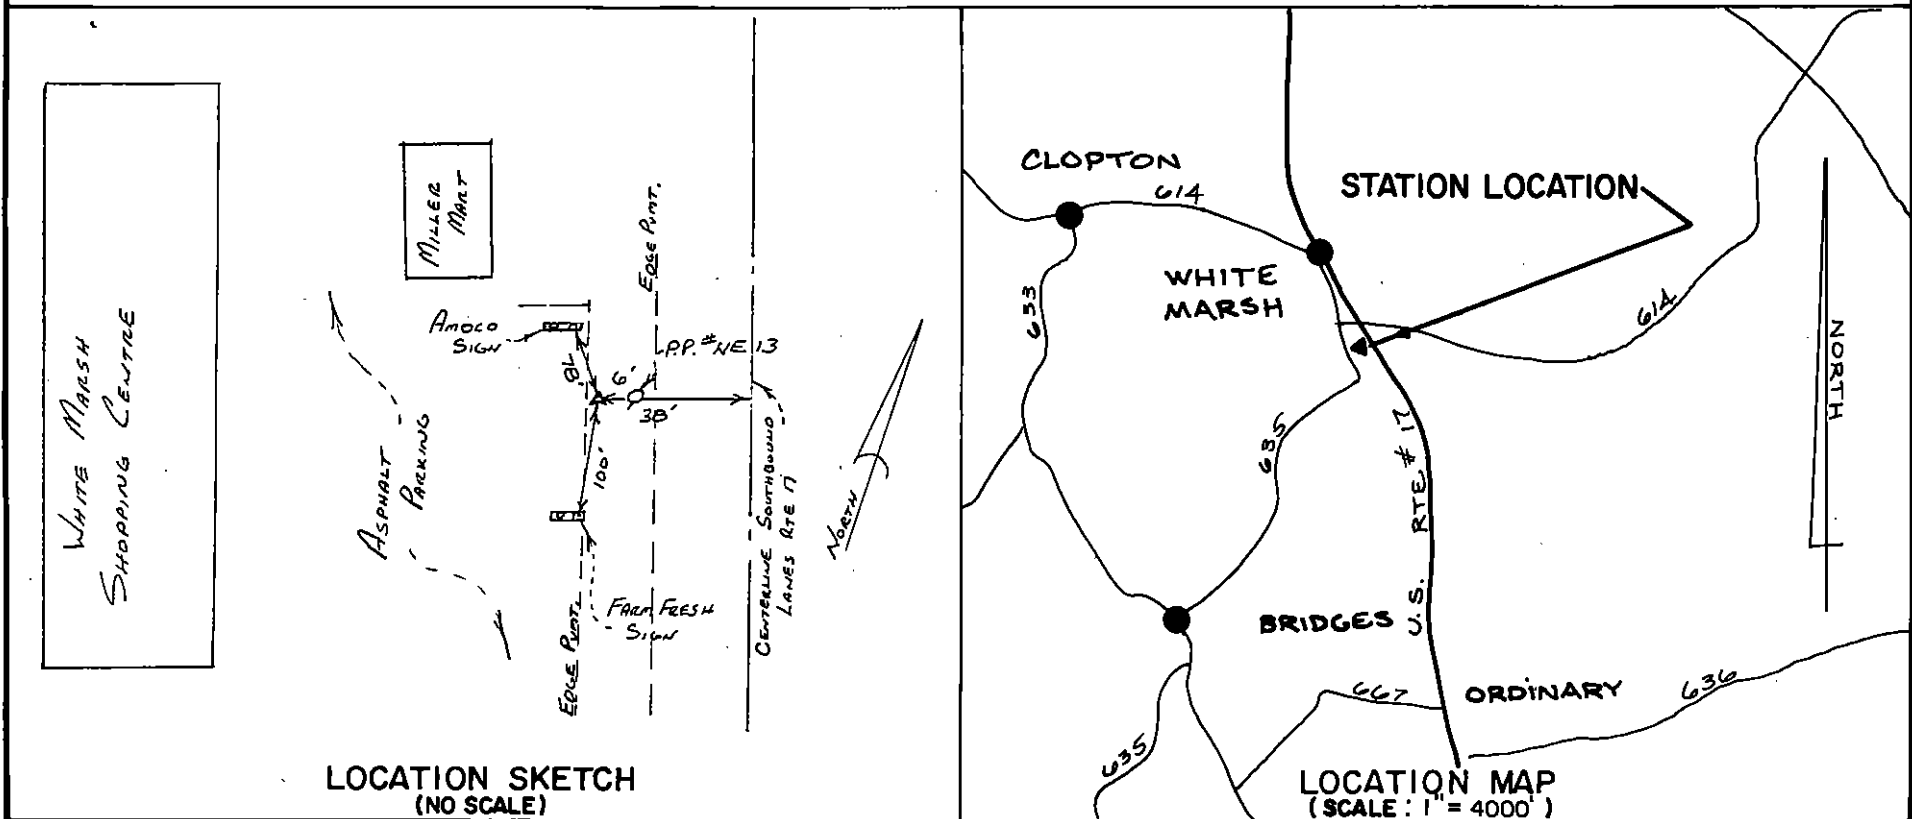 WHITE MARSH
SHOPPING CENTRE
MILLER
MART
AMOCO
SIGN
ASPHALT
PARKING
EDGE PVMT.
P.P. #NE 13
78'
6'
38'
100'
FARM FRESH
SIGN
EDGE PVMT.
CENTERLINE SOUTHBOUND
LANES RTE 17
NORTH
LOCATION SKETCH
(NO SCALE)
CLOPTON
614
STATION LOCATION
WHITE
MARSH
633
614
NORTH
635
U.S. RTE # 17
BRIDGES
667
ORDINARY
636
635
LOCATION MAP
(SCALE: 1" = 4000')